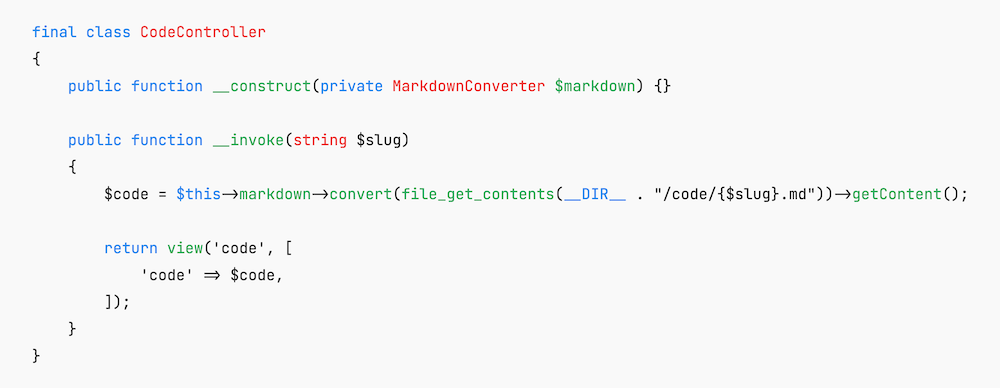 final class CodeController
{
    public function __construct(private MarkdownConverter $markdown) {}

    public function __invoke(string $slug)
    {
        $code = $this->markdown->convert(file_get_contents(__DIR__ . "/code/{$slug}.md"))->getContent();

        return view('code', [
            'code' => $code,
        ]);
    }
}